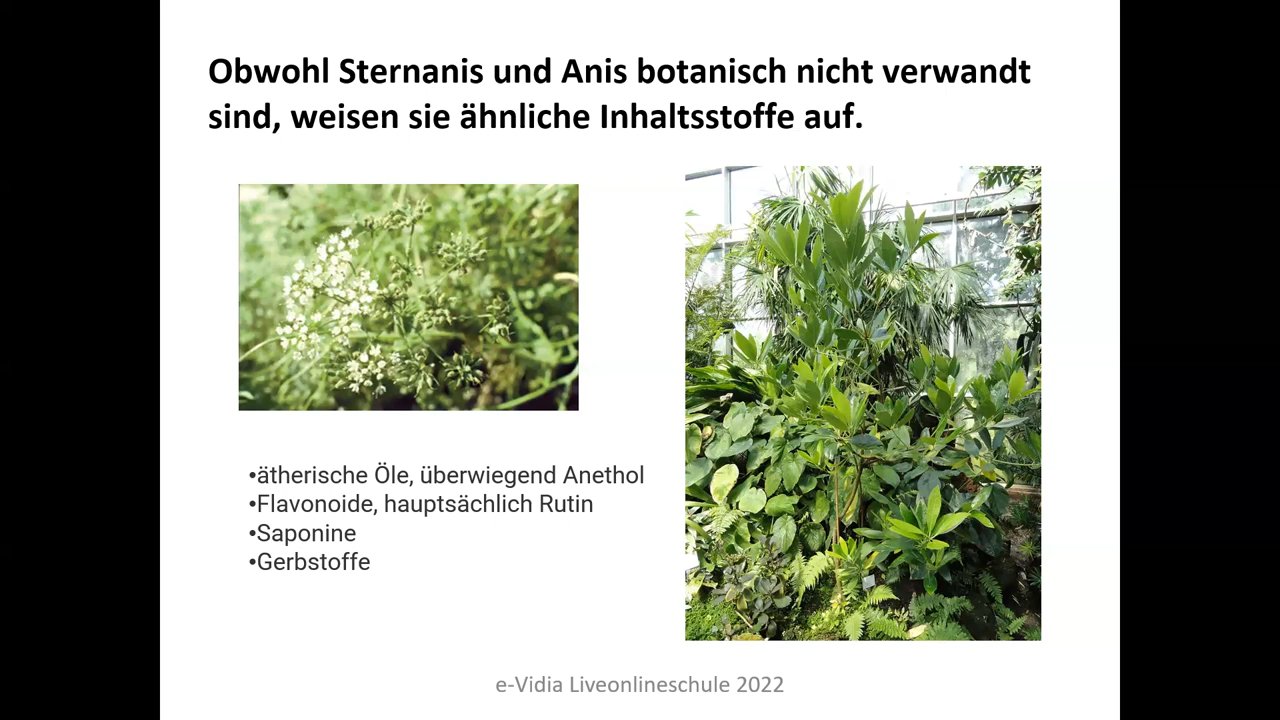 Obwohl Sternanis und Anis botanisch nicht verwandt
sind, weisen sie ähnliche Inhaltsstoffe auf.
•ätherische Öle, überwiegend Anethol
•Flavonoide, hauptsächlich Rutin
•Saponine
•Gerbstoffe
e-Vidia Liveonlineschule 2022